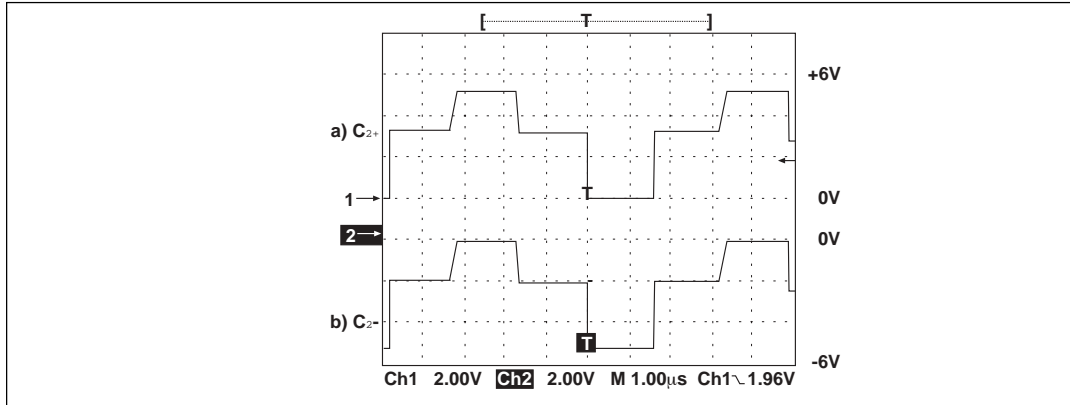 [ T ]
+6V
a) C2+
T
1
0V
2
0V
b) C2-
T
-6V
Ch1 2.00V Ch2 2.00V M 1.00µs Ch1 1.96V